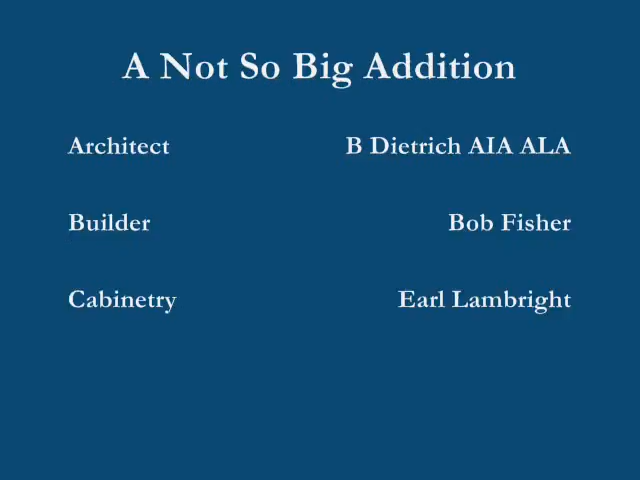 A Not So Big Addition
Architect B Dietrich AIA ALA
Builder Bob Fisher
Cabinetry Earl Lambright